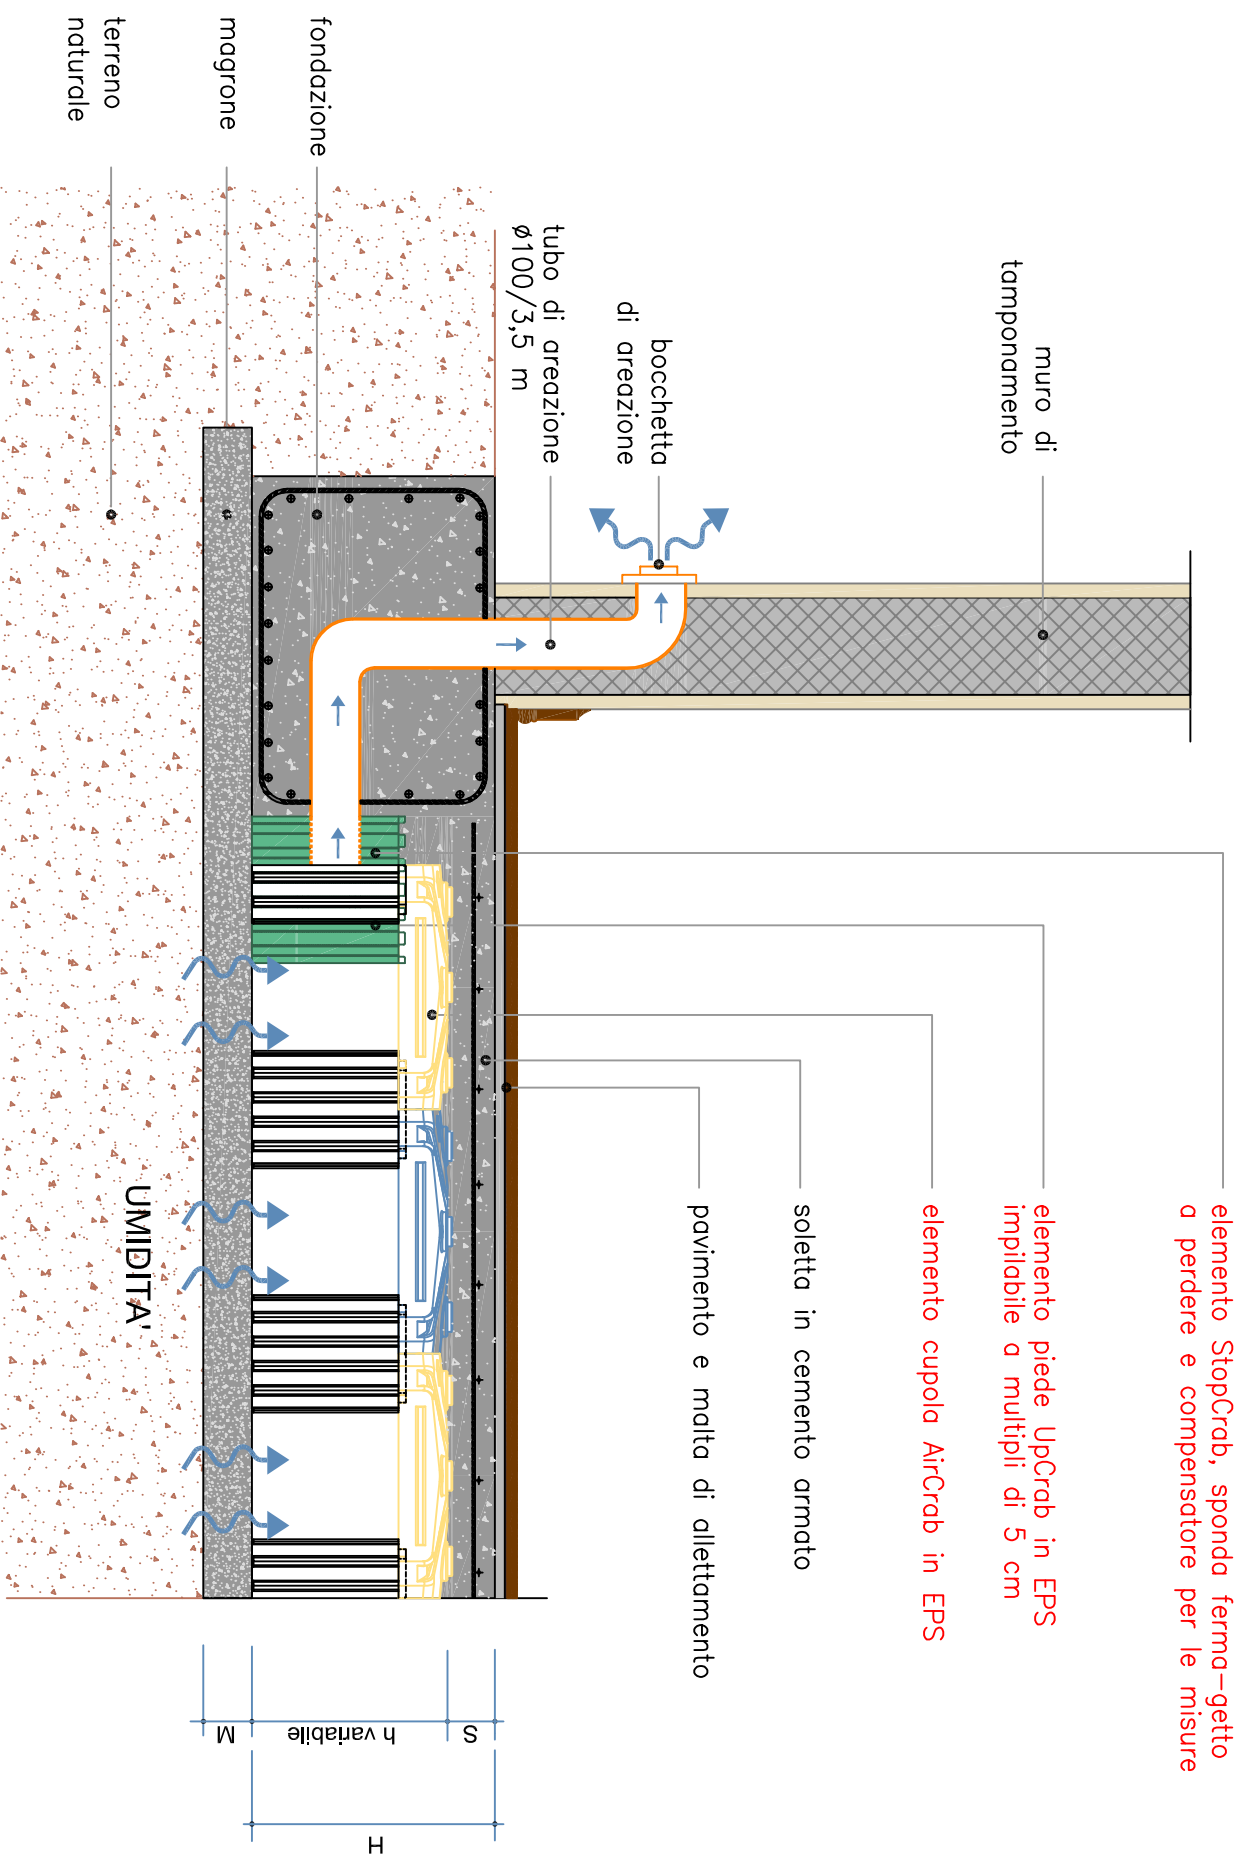 elemento StopCrab, sponda ferma-getto
a perdere e compensatore per le misure
muro di
tamponamento
elemento piede UpCrab in EPS
impilabile a multipli di 5 cm
elemento cupola AirCrab in EPS
soletta in cemento armato
pavimento e malta di allettamento
bocchetta
di areazione
tubo di areazione
ø100/3,5 m
fondazione
magrone
terreno
naturale
UMIDITA'
S
h variabile
M
H